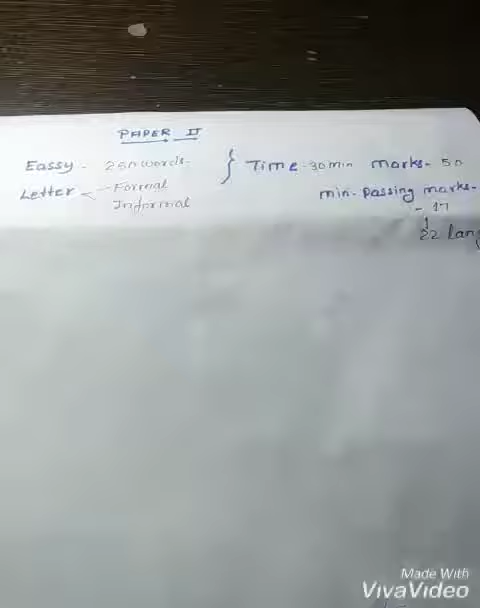 PAPER II
Eassy - 250 words } Time - 30 min marks - 50
Letter - Formal
Informal
min. Passing marks -
- 17
22 lan
Made With
VivaVideo